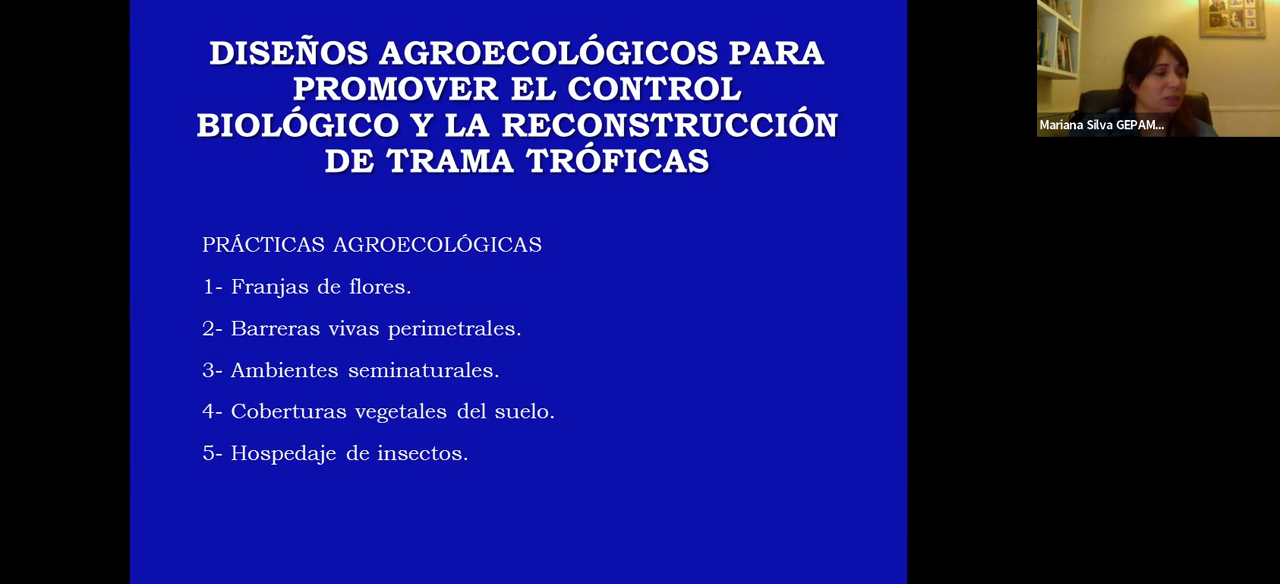 DISEÑOS AGROECOLÓGICOS PARA
PROMOVER EL CONTROL
BIOLÓGICO Y LA RECONSTRUCCIÓN
DE TRAMA TRÓFICAS
PRÁCTICAS AGROECOLÓGICAS
1- Franjas de flores.
2- Barreras vivas perimetrales.
3- Ambientes seminaturales.
4- Coberturas vegetales del suelo.
5- Hospedaje de insectos.
Mariana Silva GEPAM...